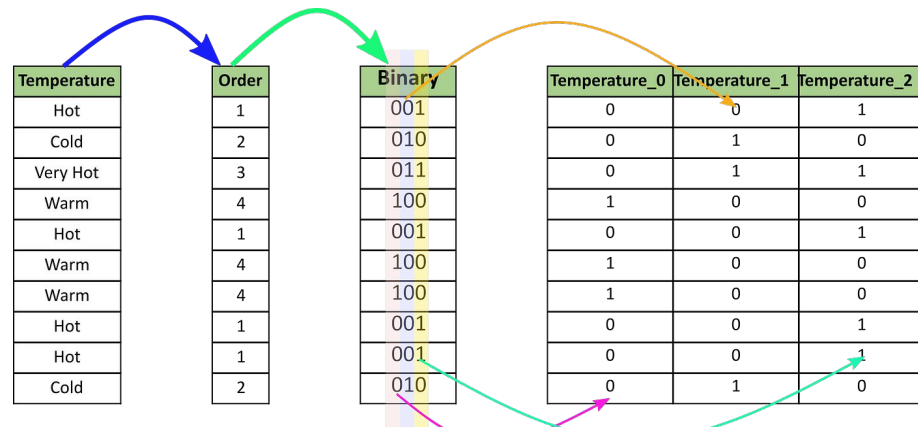 Temperature Order Binary Temperature_0 Temperature_1 Temperature_2
Hot 1 001 0 0 1
Cold 2 010 0 1 0
Very Hot 3 011 0 1 1
Warm 4 100 1 0 0
Hot 1 001 0 0 1
Warm 4 100 1 0 0
Warm 4 100 1 0 0
Hot 1 001 0 0 1
Hot 1 001 0 0 1
Cold 2 010 0 1 0